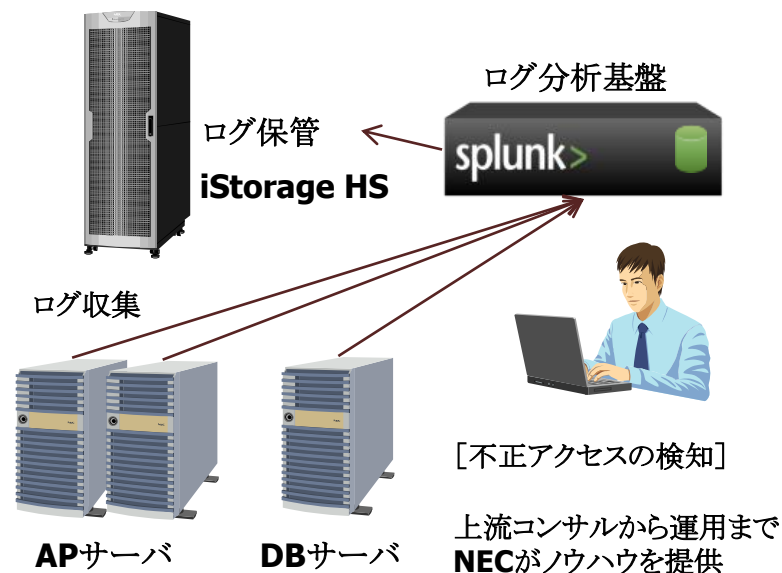 ログ分析基盤
splunk>
ログ保管
iStorage HS
ログ収集
APサーバ
DBサーバ
[不正アクセスの検知]
上流コンサルから運用まで
NECがノウハウを提供